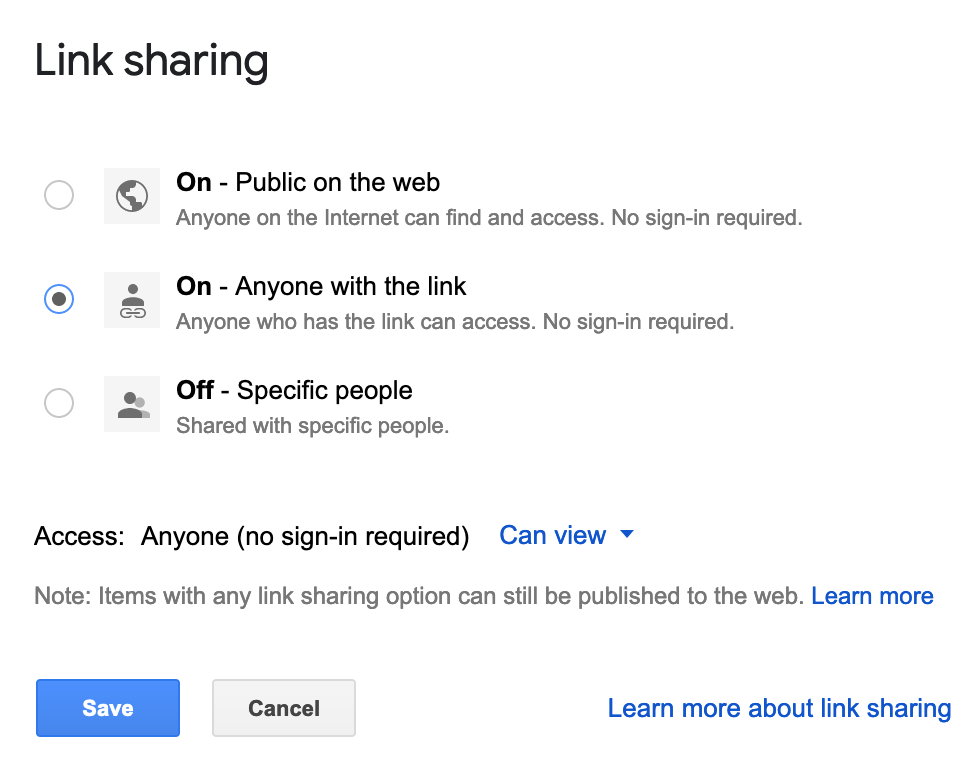 Link sharing
On - Public on the web
Anyone on the Internet can find and access. No sign-in required.
On - Anyone with the link
Anyone who has the link can access. No sign-in required.
Off - Specific people
Shared with specific people.
Access: Anyone (no sign-in required) Can view
Note: Items with any link sharing option can still be published to the web. Learn more
Save Cancel Learn more about link sharing